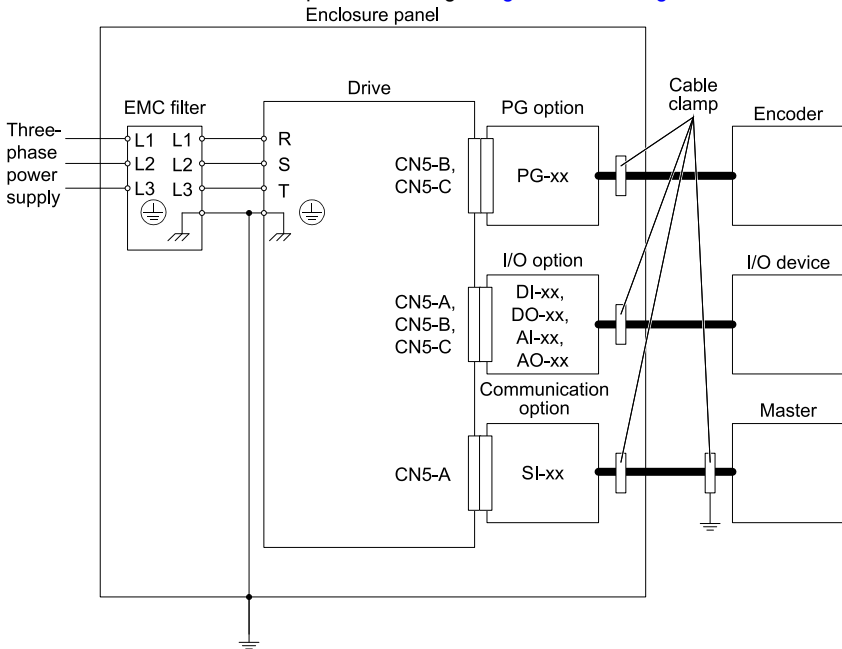 Enclosure panel
Drive
EMC filter
Three-
phase
power
supply
L1 L1
L2 L2
L3 L3
R
S
T
PG option
CN5-B,
CN5-C
PG-xx
Cable
clamp
Encoder
I/O option
CN5-A,
CN5-B,
CN5-C
DI-xx,
DO-xx,
AI-xx,
AO-xx
I/O device
Communication
option
CN5-A
SI-xx
Master